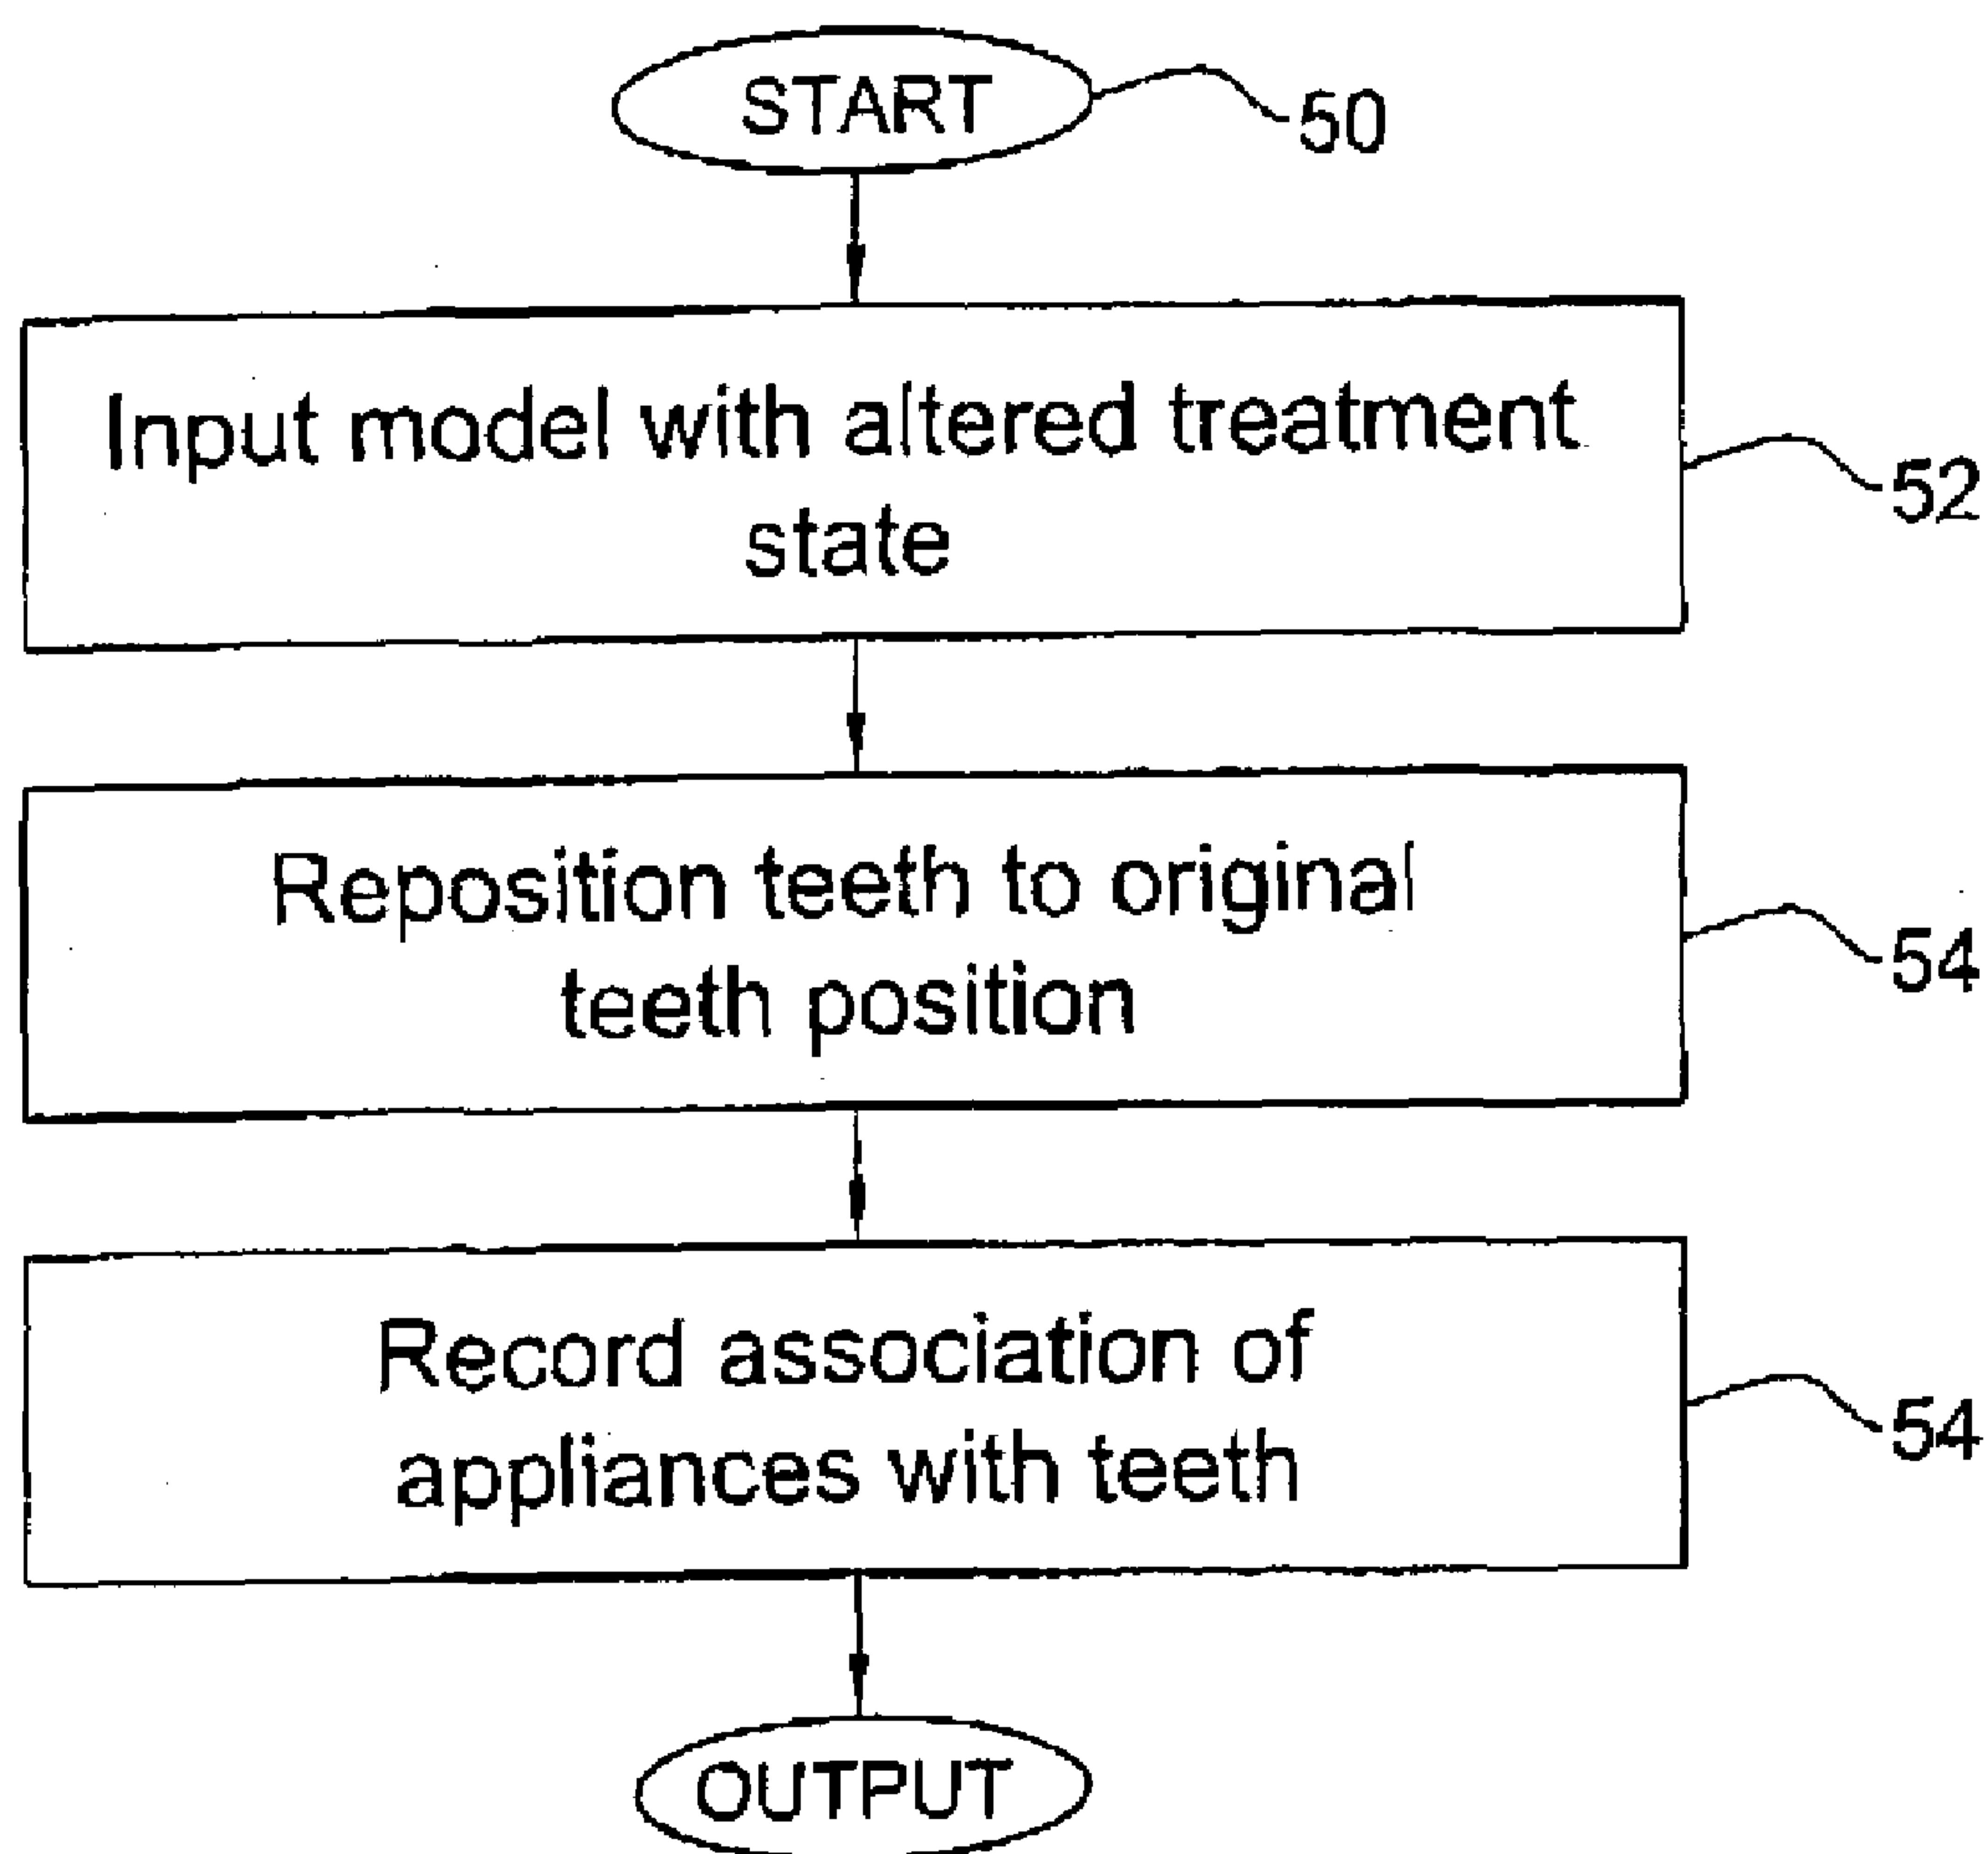 START
50
Input model with altered treatment
state
52
Reposition teeth to original
teeth position
54
Record association of
appliances with teeth
54
OUTPUT